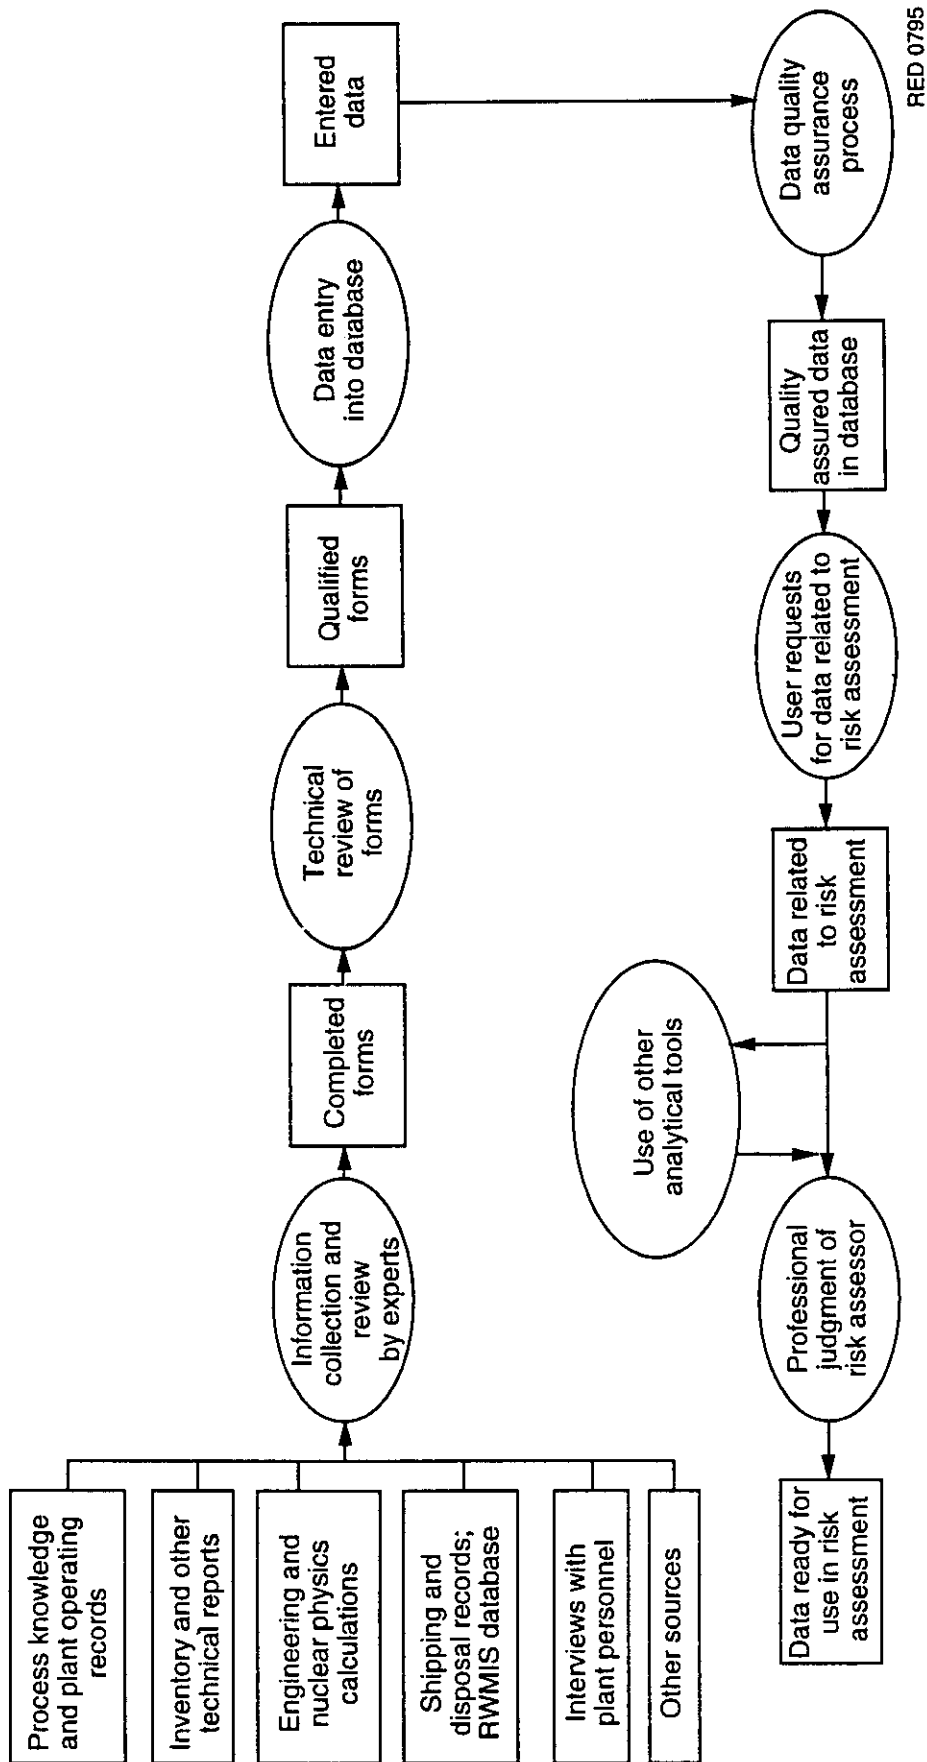 Process knowledge
and plant operating
records
Inventory and other
technical reports
Engineering and
nuclear physics
calculations
Shipping and
disposal records;
RWMIS database
Interviews with
plant personnel
Other sources
Information
collection and
review
by experts
Completed
forms
Technical
review of
forms
Qualified
forms
Data entry
into database
Entered
data
Data quality
assurance
process
Quality
assured data
in database
User requests
for data related to
risk assessment
Data related
to risk
assessment
Use of other
analytical tools
Professional
judgment of
risk assessor
Data ready for
use in risk
assessment
RED 0795